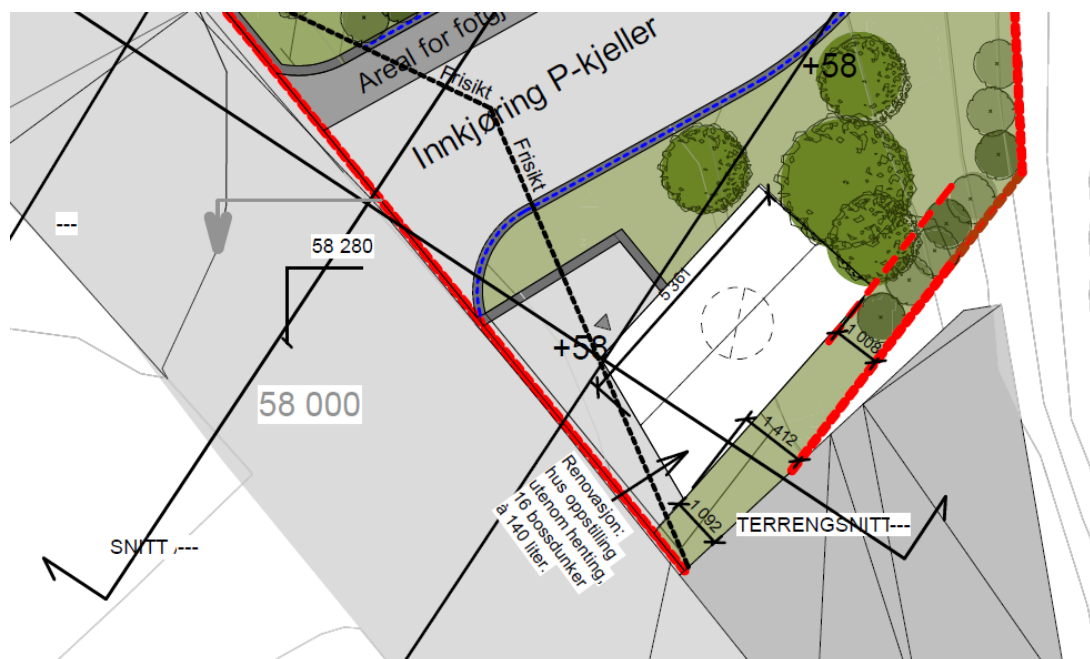 Areal for fotgj
Frisikt
Innkjøring P-kjeller
+58
Frisikt
---
58 280
5 361
+58
1 008
58 000
1 412
Renovasjon:
hus oppstilling
utenom henting,
16 bossdunker
à 140 liter.
1 092
TERRENGSNITT---
SNITT ,---